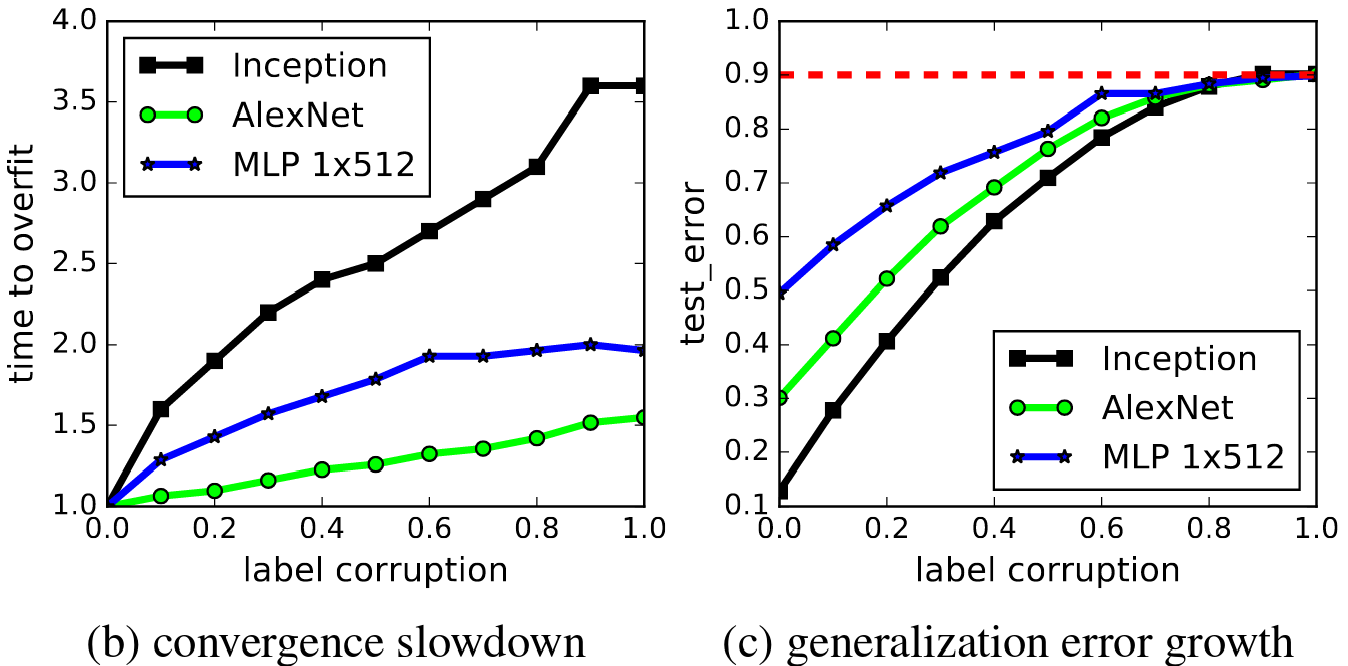 4.0
3.5
3.0
2.5
2.0
1.5
1.0
time to overfit
Inception
AlexNet
MLP 1x512
0.0 0.2 0.4 0.6 0.8 1.0
label corruption
(b) convergence slowdown
1.0
0.9
0.8
0.7
0.6
0.5
0.4
0.3
0.2
0.1
test_error
Inception
AlexNet
MLP 1x512
0.0 0.2 0.4 0.6 0.8 1.0
label corruption
(c) generalization error growth